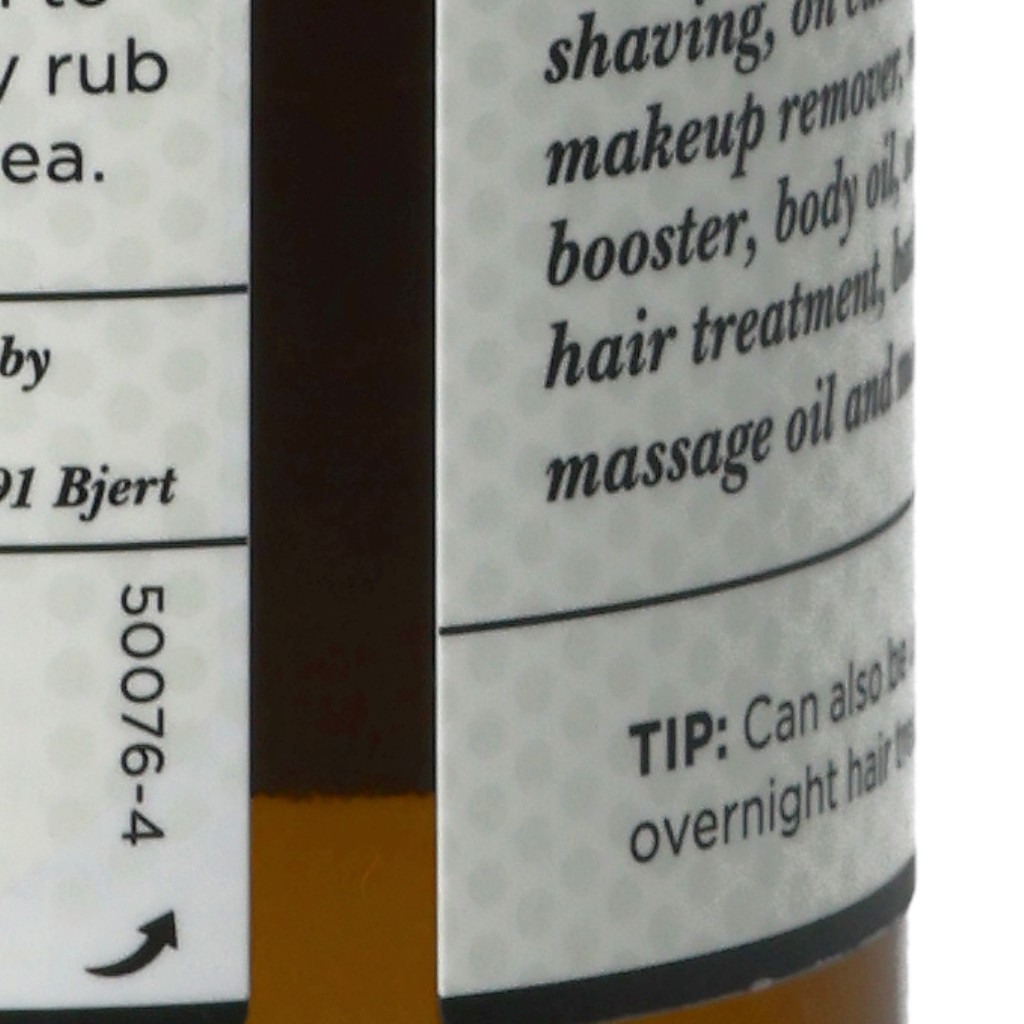 y rub
ea.
by
91 Bjert
50076-4
shaving, on
makeup remover,
booster, body oil,
hair treatment,
massage oil and
TIP: Can also be
overnight hair